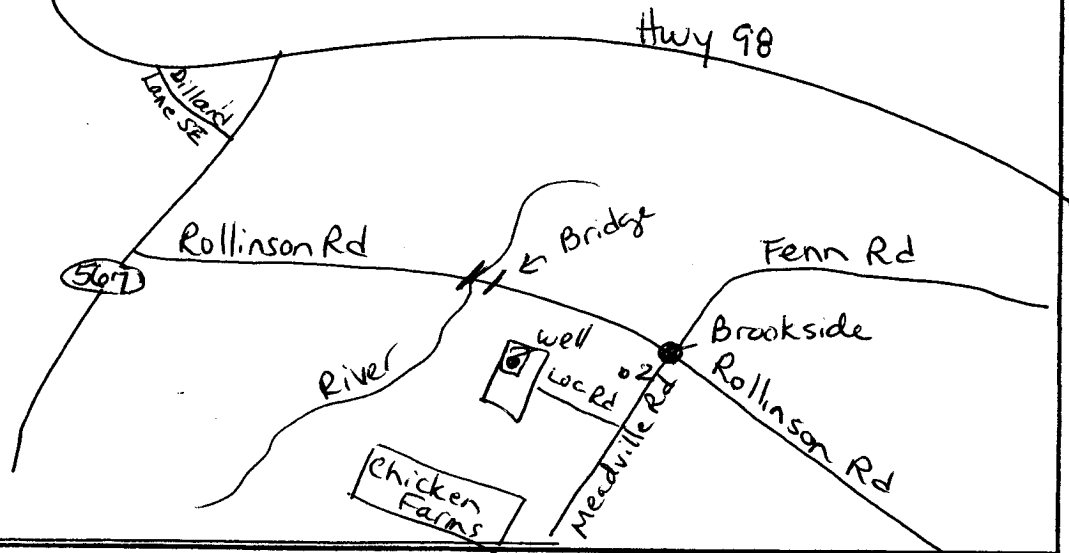 Hwy 98
Dillard
Lane SE
Rollinson Rd
Bridge
Fenn Rd
567
Brookside
well
River
Loc Rd
2
Meadville Rd
Rollinson Rd
Chicken
Farms